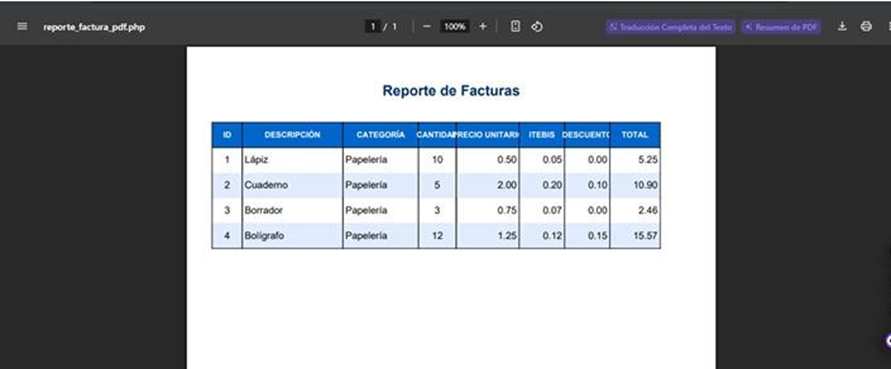 reporte_factura_pdf.php 1 / 1 — 100% + Traducción Completa del Texto Resumen de PDF
Reporte de Facturas
ID DESCRIPCIÓN CATEGORÍA CANTIDAD PRECIO UNITARIO ITEBIS DESCUENTO TOTAL
1 Lápiz Papelería 10 0.50 0.05 0.00 5.25
2 Cuaderno Papelería 5 2.00 0.20 0.10 10.90
3 Borrador Papelería 3 0.75 0.07 0.00 2.46
4 Bolígrafo Papelería 12 1.25 0.12 0.15 15.57